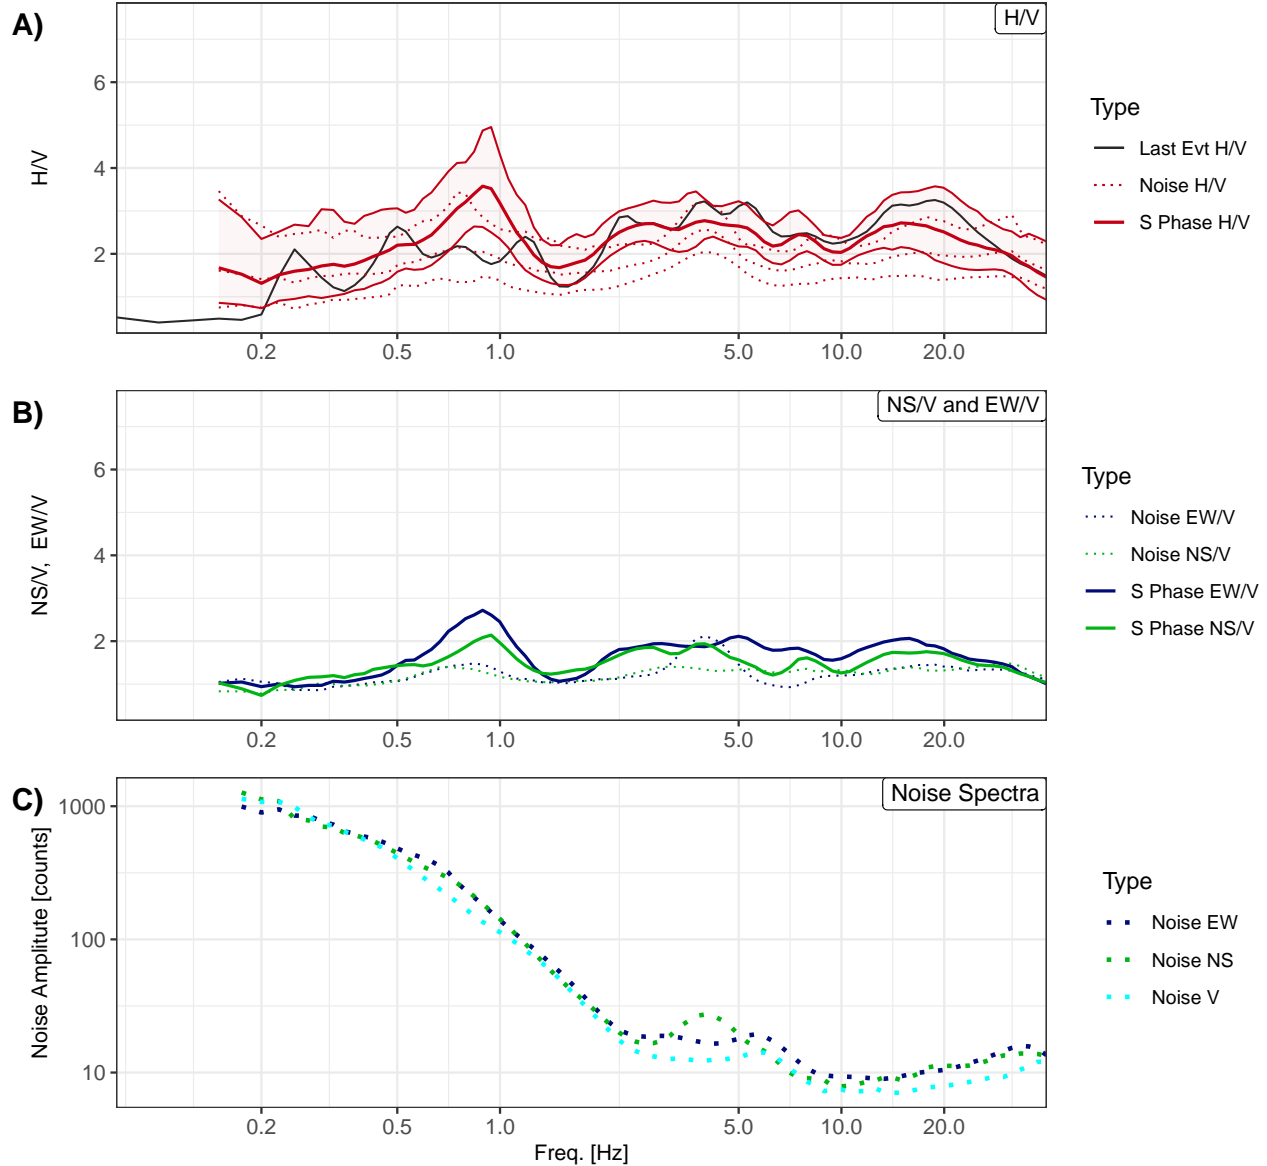 A)
H/V
H/V
6
4
2
0.2 0.5 1.0 5.0 10.0 20.0
Type
Last Evt H/V
Noise H/V
S Phase H/V
B)
NS/V and EW/V
NS/V,  EW/V
6
4
2
0.2 0.5 1.0 5.0 10.0 20.0
Type
Noise EW/V
Noise NS/V
S Phase EW/V
S Phase NS/V
C)
Noise Spectra
Noise Amplitute [counts]
1000
100
10
0.2 0.5 1.0 5.0 10.0 20.0
Freq. [Hz]
Type
Noise EW
Noise NS
Noise V